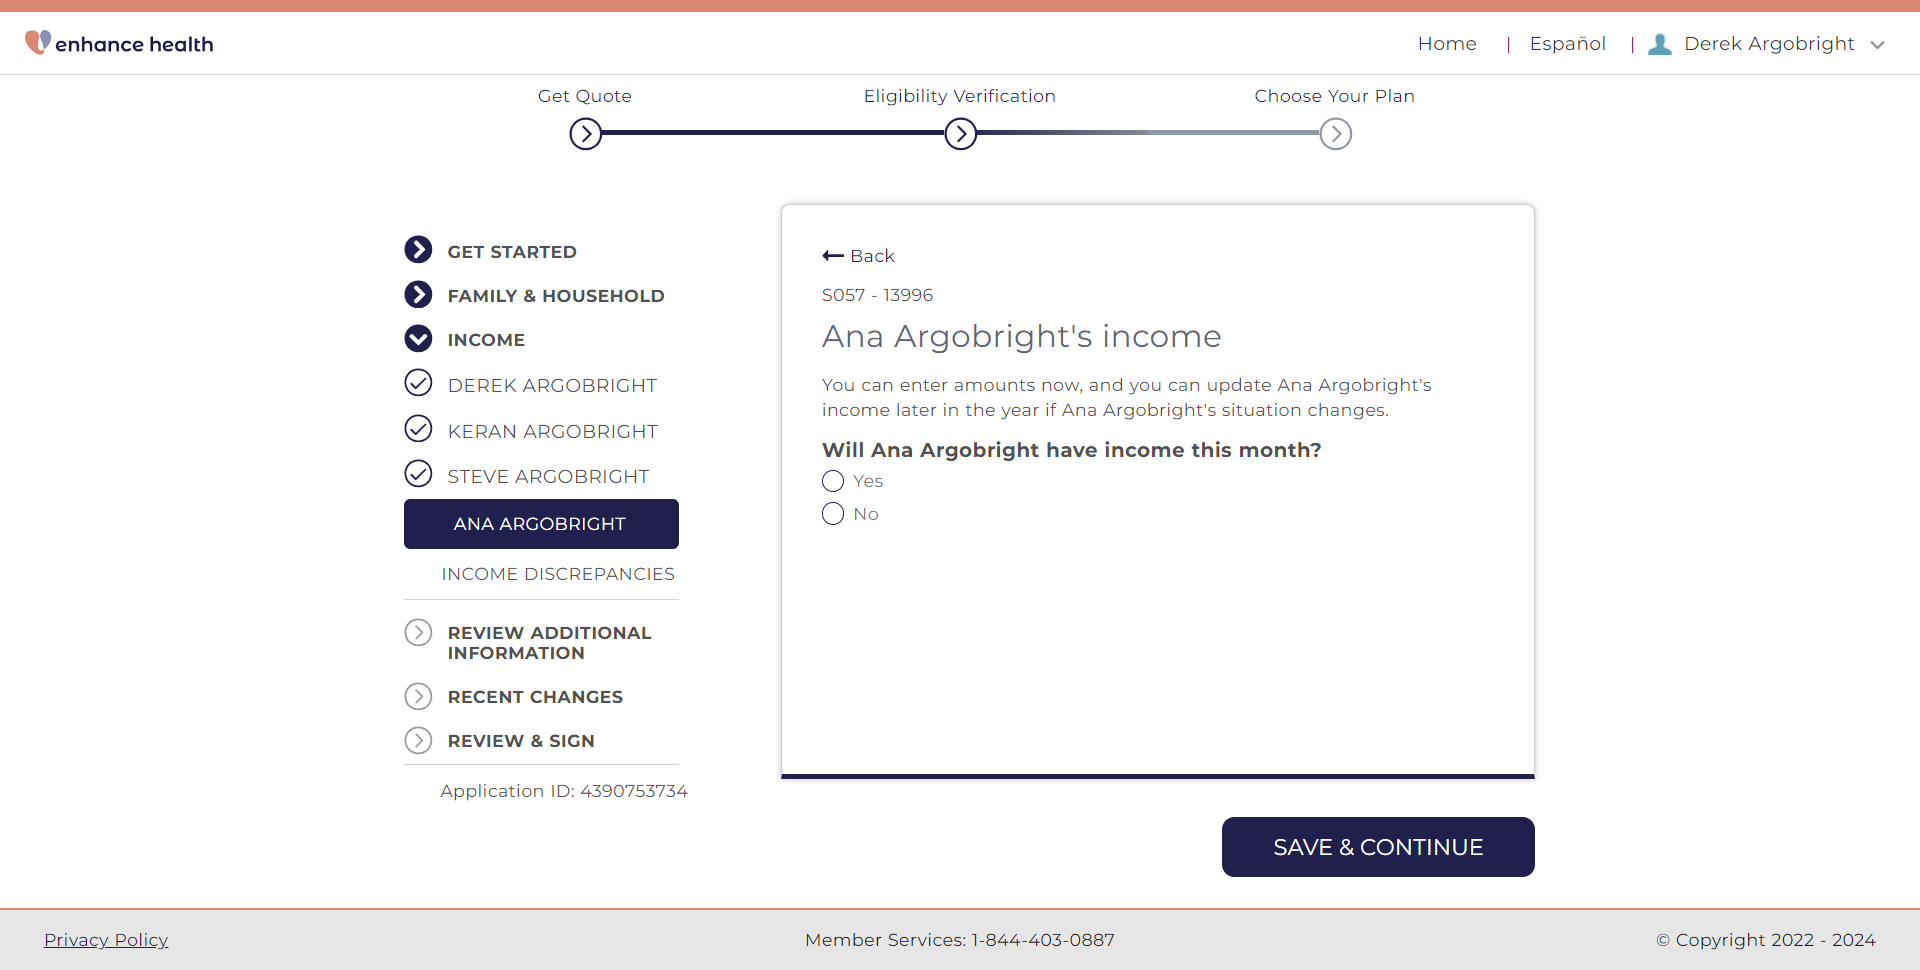 enhance health
Home | Español | Derek Argobright
Get Quote
Eligibility Verification
Choose Your Plan
GET STARTED
FAMILY & HOUSEHOLD
INCOME
DEREK ARGOBRIGHT
KERAN ARGOBRIGHT
STEVE ARGOBRIGHT
ANA ARGOBRIGHT
INCOME DISCREPANCIES
REVIEW ADDITIONAL
INFORMATION
RECENT CHANGES
REVIEW & SIGN
Application ID: 4390753734
Back
S057 - 13996
Ana Argobright's income
You can enter amounts now, and you can update Ana Argobright's
income later in the year if Ana Argobright's situation changes.
Will Ana Argobright have income this month?
Yes
No
SAVE & CONTINUE
Privacy Policy
Member Services: 1-844-403-0887
© Copyright 2022 - 2024